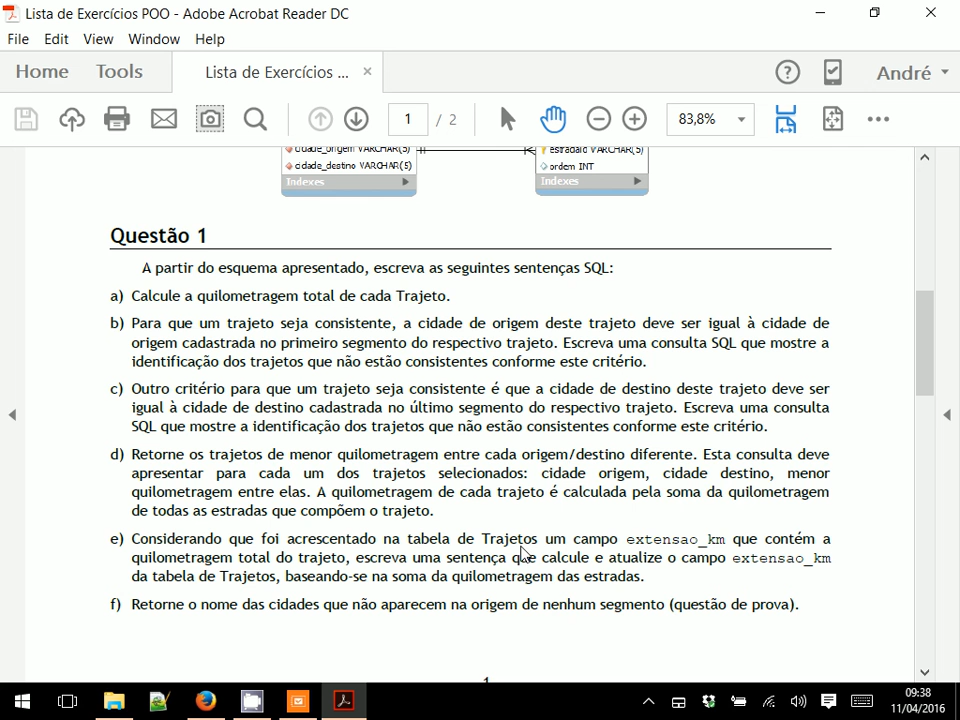 Lista de Exercícios POO - Adobe Acrobat Reader DC
File Edit View Window Help
Home Tools Lista de Exercícios ... × ? André
1 / 2 83,8%
cidade_origem VARCHAR(5) estradaId VARCHAR(5)
cidade_destino VARCHAR(5) ordem INT
Indexes Indexes
Questão 1
A partir do esquema apresentado, escreva as seguintes sentenças SQL:
a) Calcule a quilometragem total de cada Trajeto.
b) Para que um trajeto seja consistente, a cidade de origem deste trajeto deve ser igual à cidade de
origem cadastrada no primeiro segmento do respectivo trajeto. Escreva uma consulta SQL que mostre a
identificação dos trajetos que não estão consistentes conforme este critério.
c) Outro critério para que um trajeto seja consistente é que a cidade de destino deste trajeto deve ser
igual à cidade de destino cadastrada no último segmento do respectivo trajeto. Escreva uma consulta
SQL que mostre a identificação dos trajetos que não estão consistentes conforme este critério.
d) Retorne os trajetos de menor quilometragem entre cada origem/destino diferente. Esta consulta deve
apresentar para cada um dos trajetos selecionados: cidade origem, cidade destino, menor
quilometragem entre elas. A quilometragem de cada trajeto é calculada pela soma da quilometragem
de todas as estradas que compõem o trajeto.
e) Considerando que foi acrescentado na tabela de Trajetos um campo extensao_km que contém a
quilometragem total do trajeto, escreva uma sentença que calcule e atualize o campo extensao_km
da tabela de Trajetos, baseando-se na soma da quilometragem das estradas.
f) Retorne o nome das cidades que não aparecem na origem de nenhum segmento (questão de prova).
09:38
11/04/2016